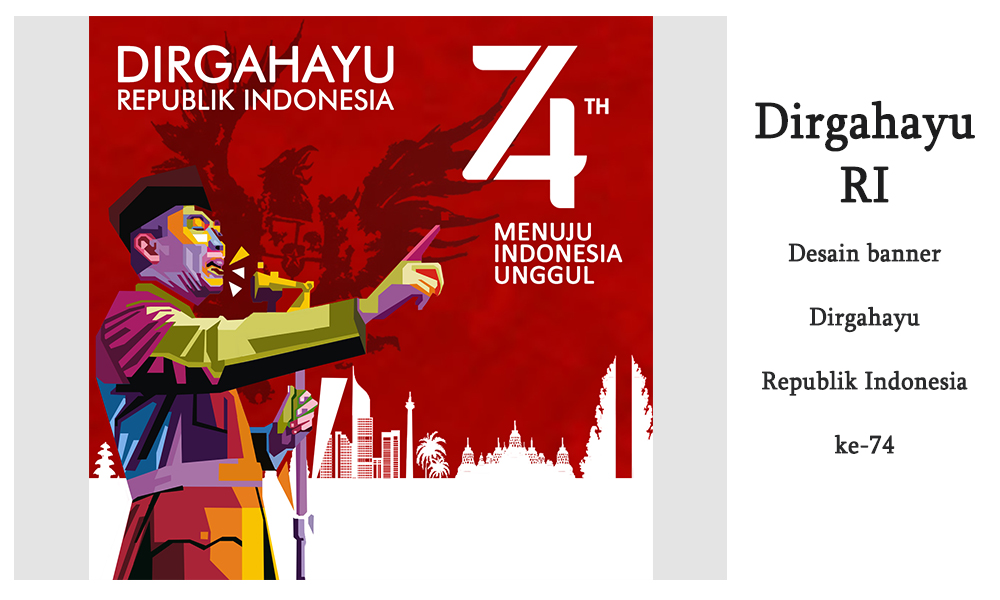 DIRGAHAYU
REPUBLIK INDONESIA
74 TH
MENUJU
INDONESIA
UNGGUL
Dirgahayu
RI
Desain banner
Dirgahayu
Republik Indonesia
ke-74